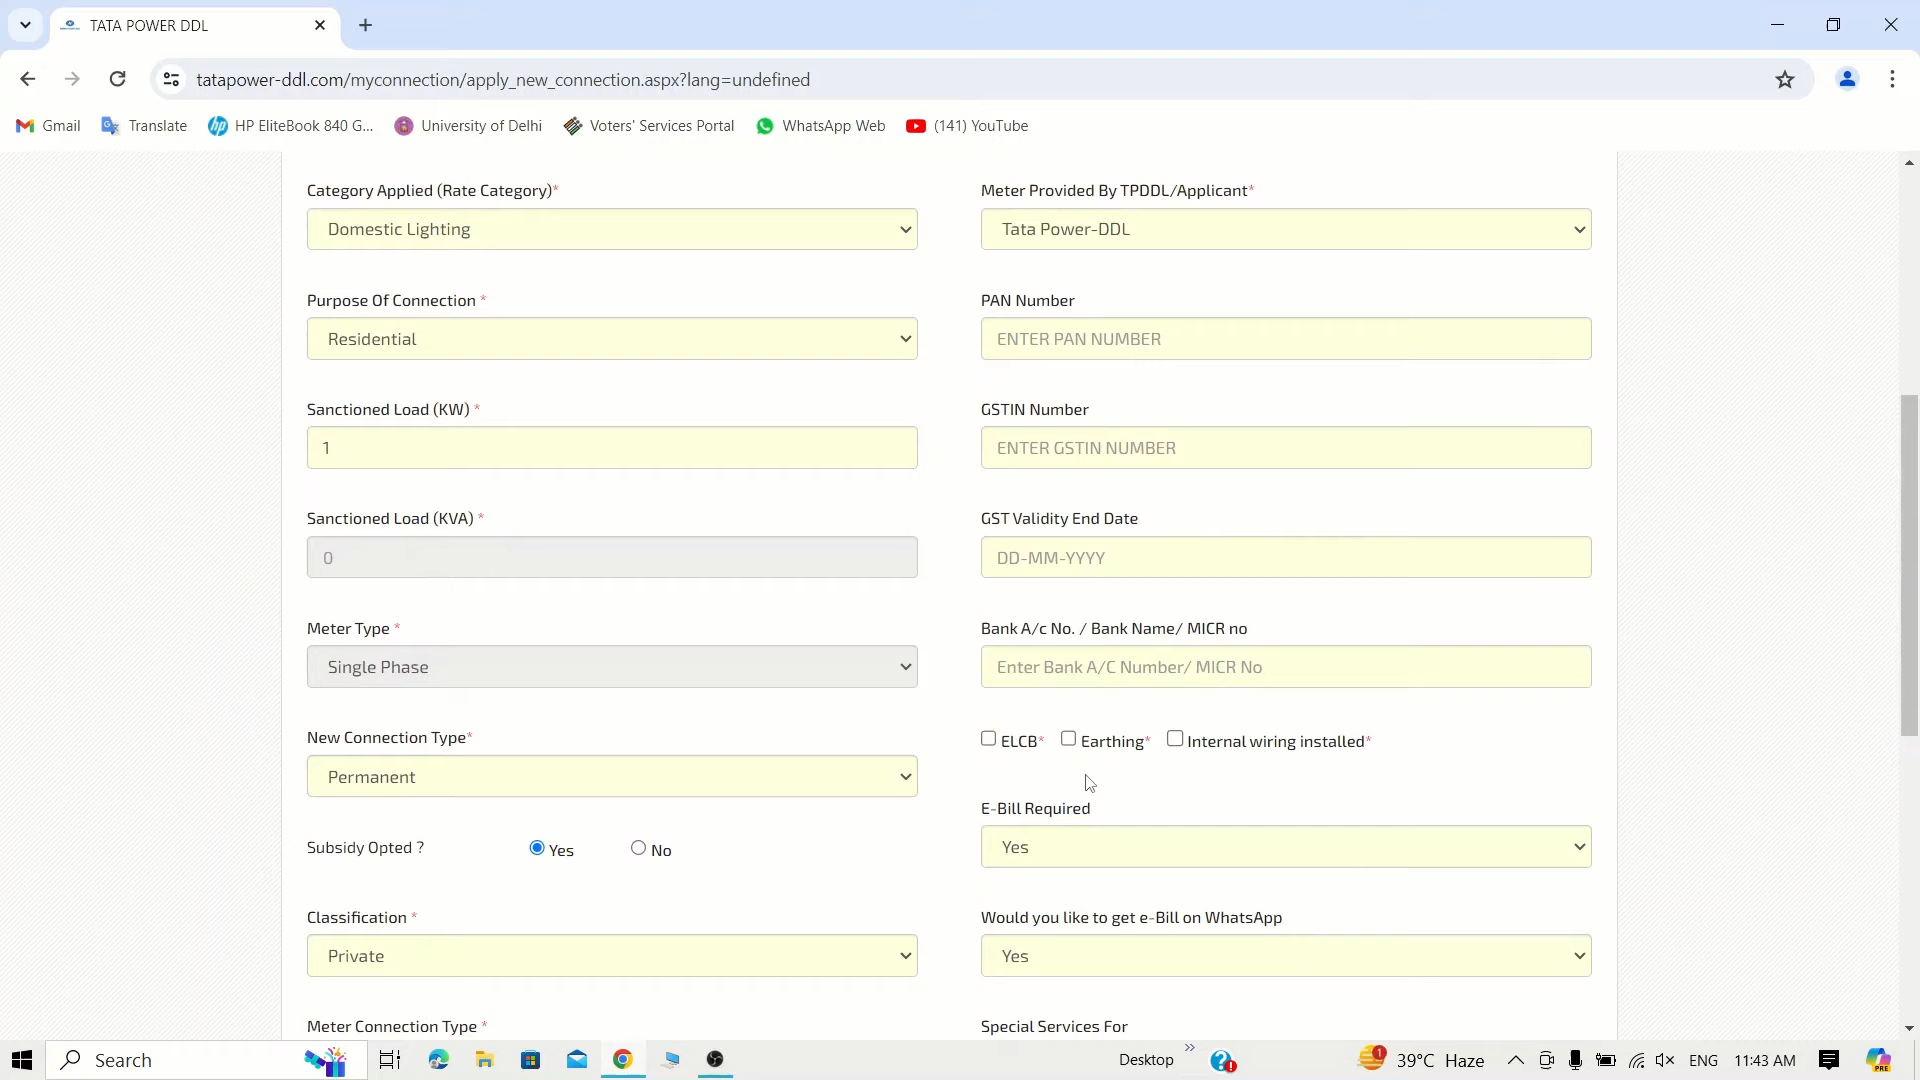 TATA POWER DDL
tatapower-ddl.com/myconnection/apply_new_connection.aspx?lang=undefined
Gmail Translate HP EliteBook 840 G... University of Delhi Voters' Services Portal WhatsApp Web (141) YouTube
Category Applied (Rate Category)*
Domestic Lighting
Meter Provided By TPDDL/Applicant*
Tata Power-DDL
Purpose Of Connection *
Residential
PAN Number
ENTER PAN NUMBER
Sanctioned Load (KW) *
1
GSTIN Number
ENTER GSTIN NUMBER
Sanctioned Load (KVA) *
0
GST Validity End Date
DD-MM-YYYY
Meter Type *
Single Phase
Bank A/c No. / Bank Name/ MICR no
Enter Bank A/C Number/ MICR No
New Connection Type*
Permanent
ELCB* Earthing* Internal wiring installed*
Subsidy Opted ? Yes No
E-Bill Required
Yes
Classification *
Private
Would you like to get e-Bill on WhatsApp
Yes
Meter Connection Type *
Special Services For
Search Desktop 39°C Haze ENG 11:43 AM